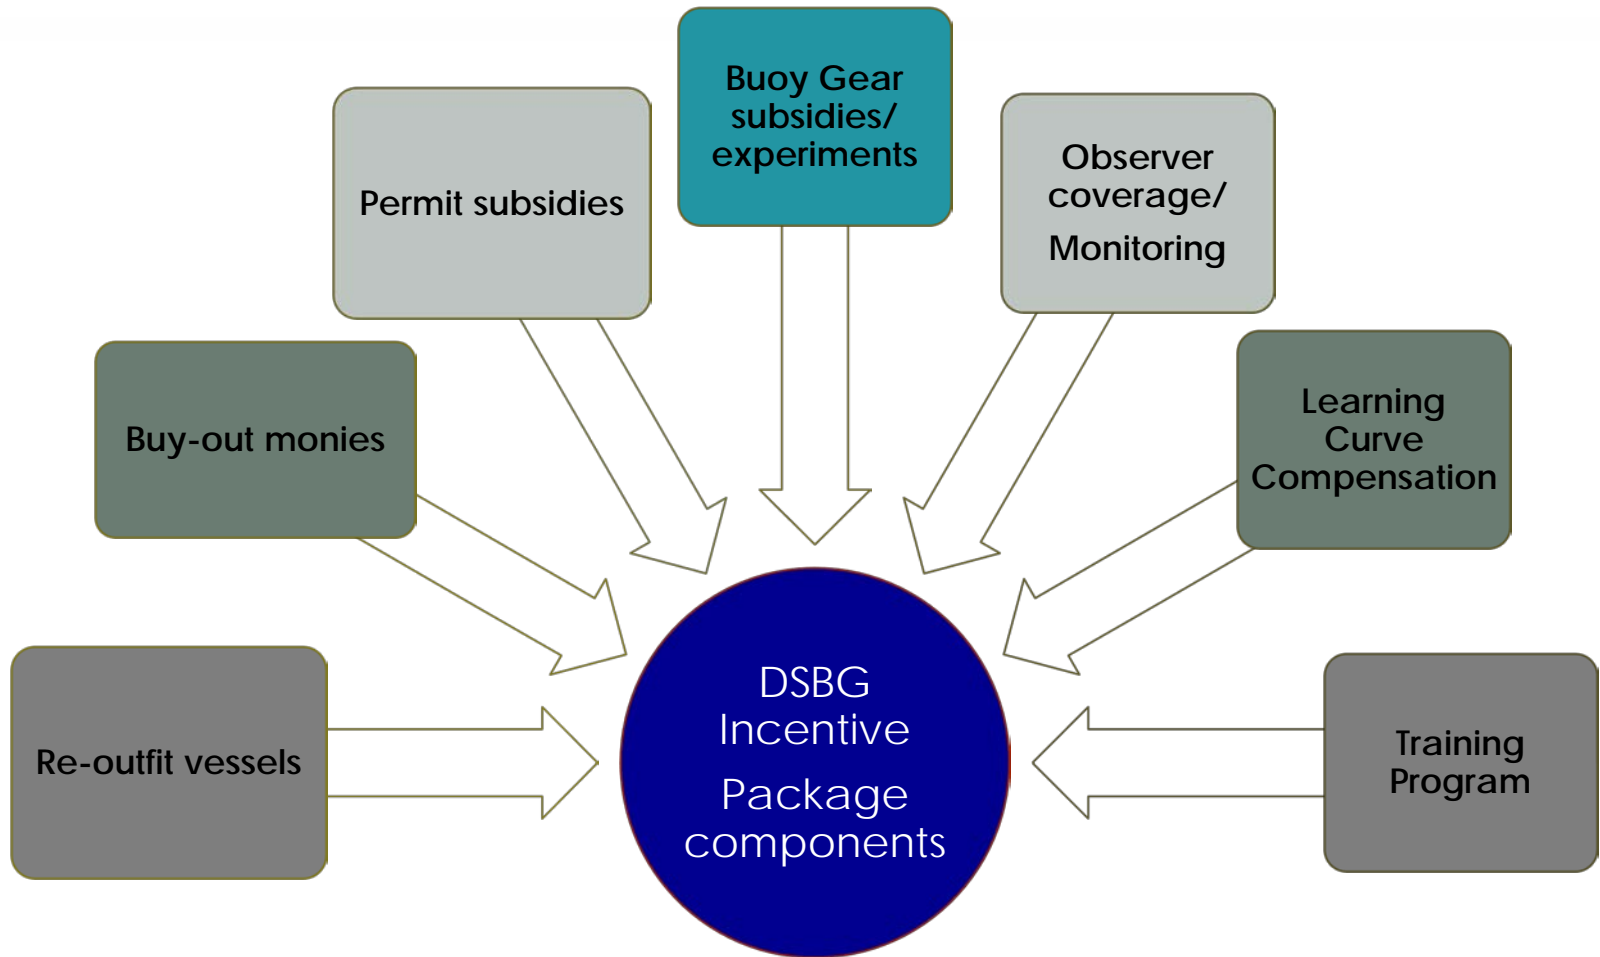 Buoy Gear
subsidies/
experiments
Permit subsidies
Observer
coverage/
Monitoring
Buy-out monies
Learning
Curve
Compensation
Re-outfit vessels
DSBG
Incentive
Package
components
Training
Program